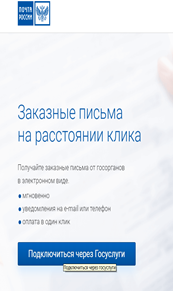 ПОЧТА
РОССИИ
Заказные письма
на расстоянии клика
Получайте заказные письма от госорганов
в электронном виде.
● мгновенно
● уведомления на e-mail или телефон
● оплата в один клик
Подключиться через Госуслуги
Подключиться через госуслуги